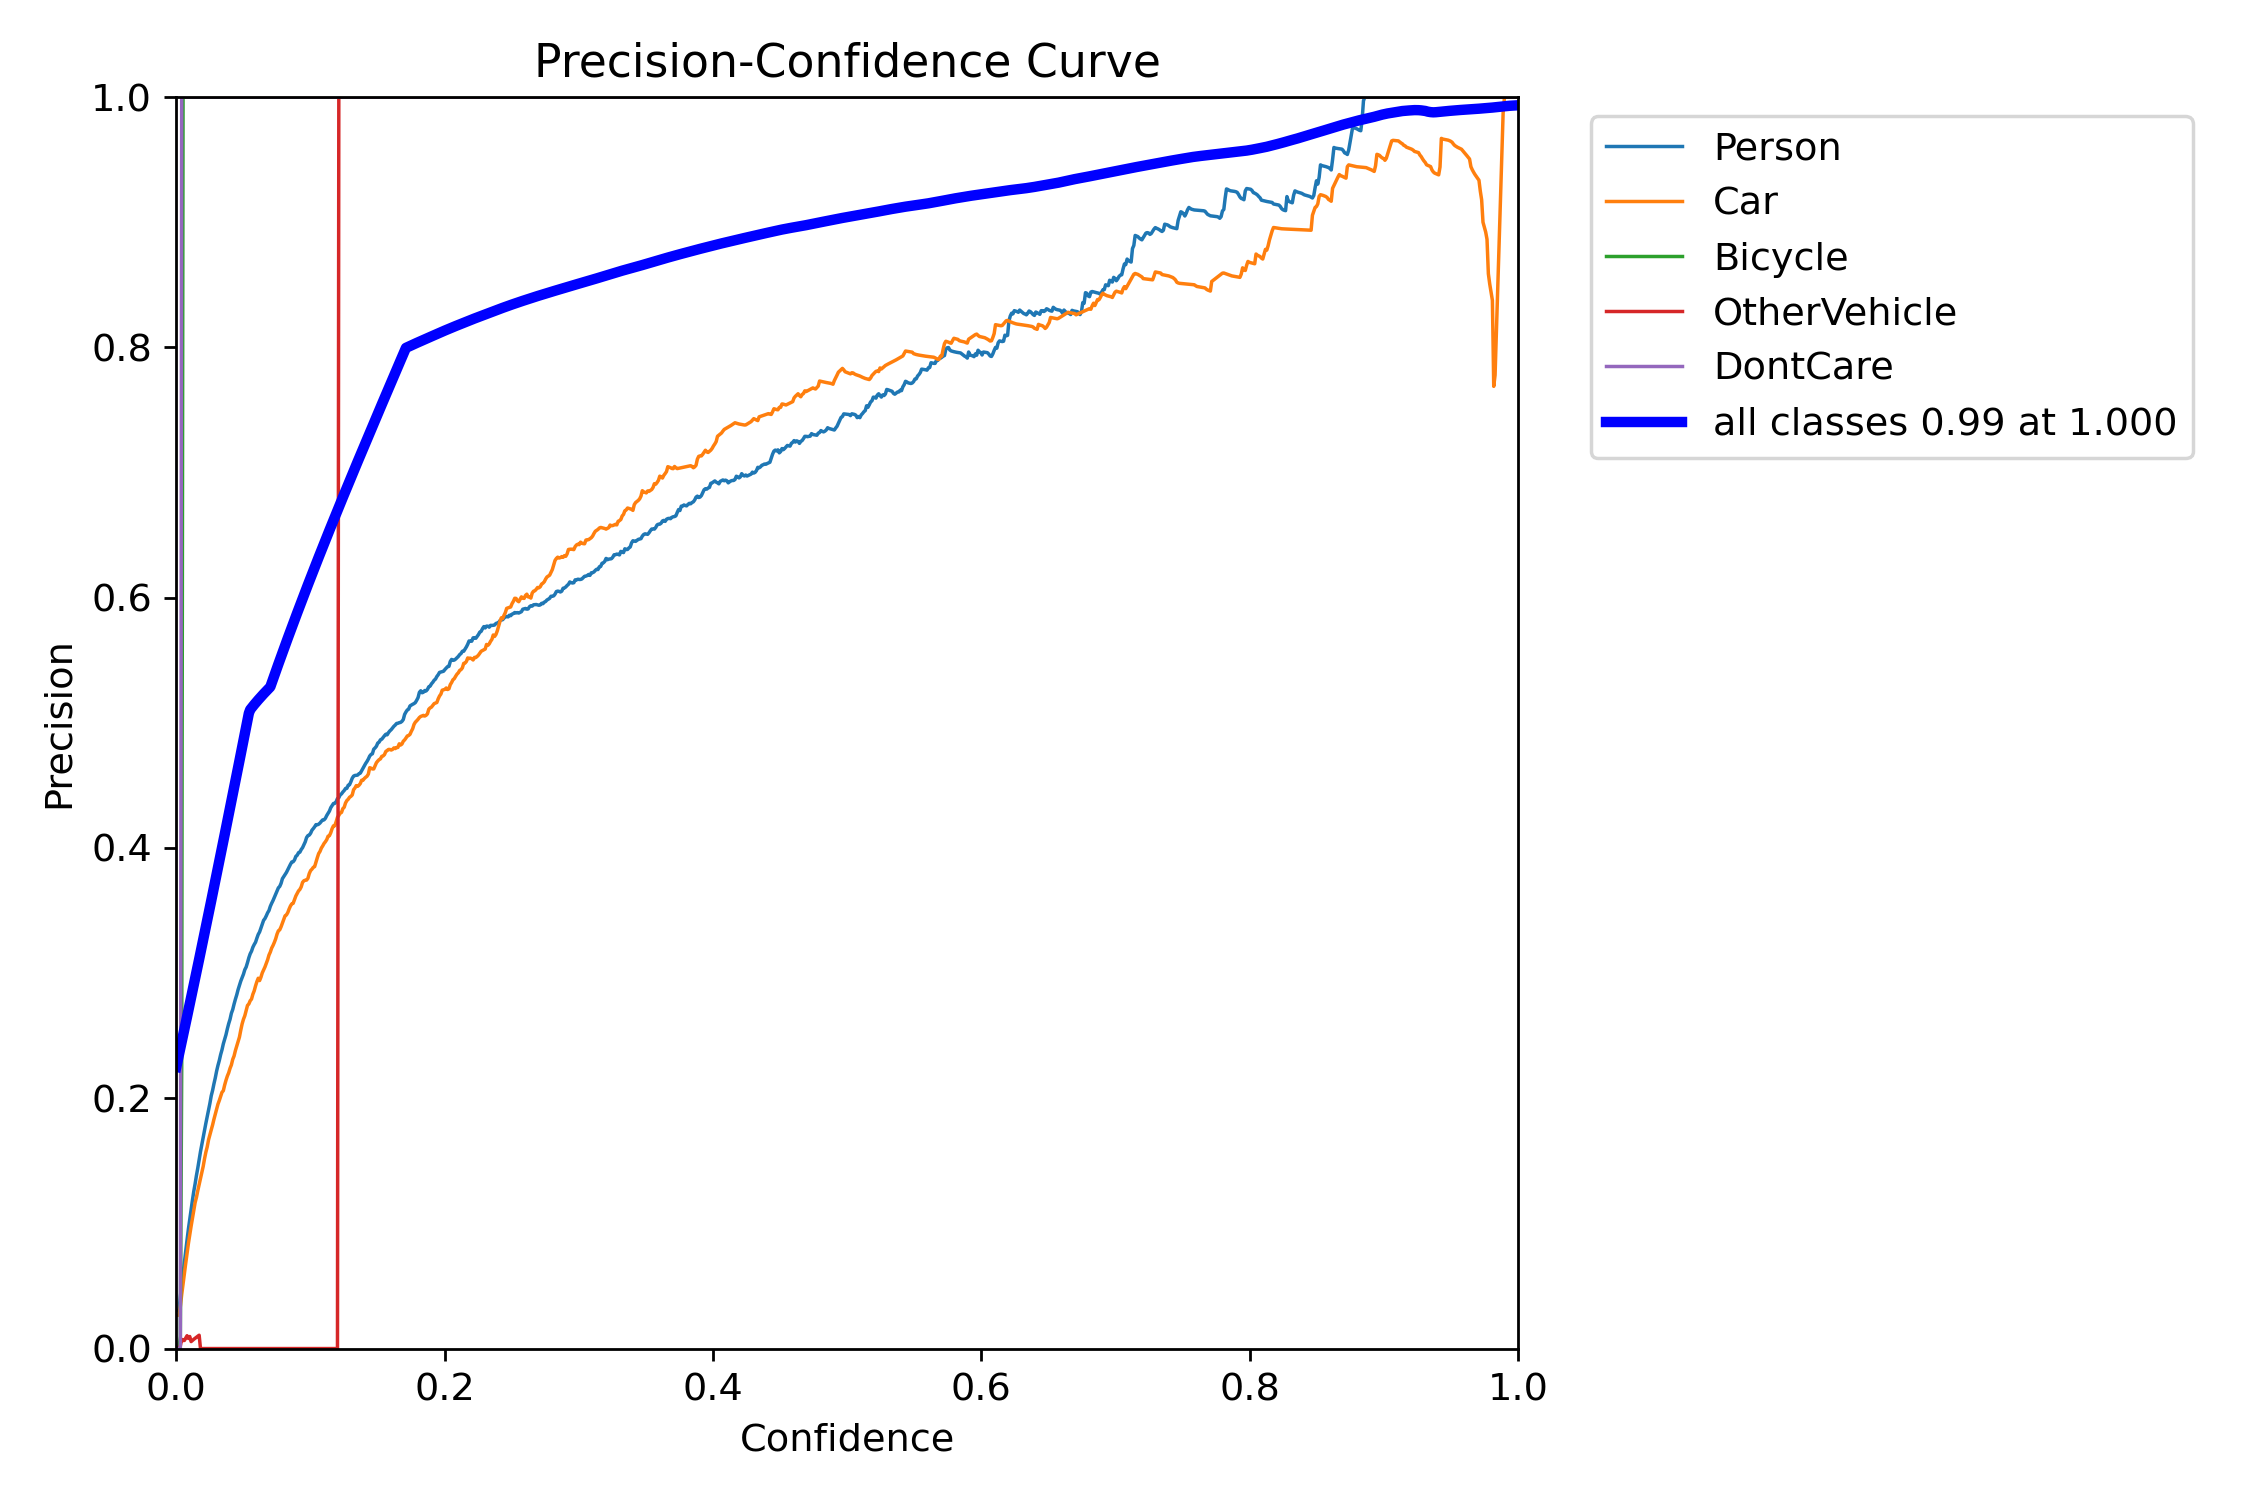 Precision-Confidence Curve
1.0
0.8
0.6
0.4
0.2
0.0
Precision
0.0 0.2 0.4 0.6 0.8 1.0
Confidence
Person
Car
Bicycle
OtherVehicle
DontCare
all classes 0.99 at 1.000